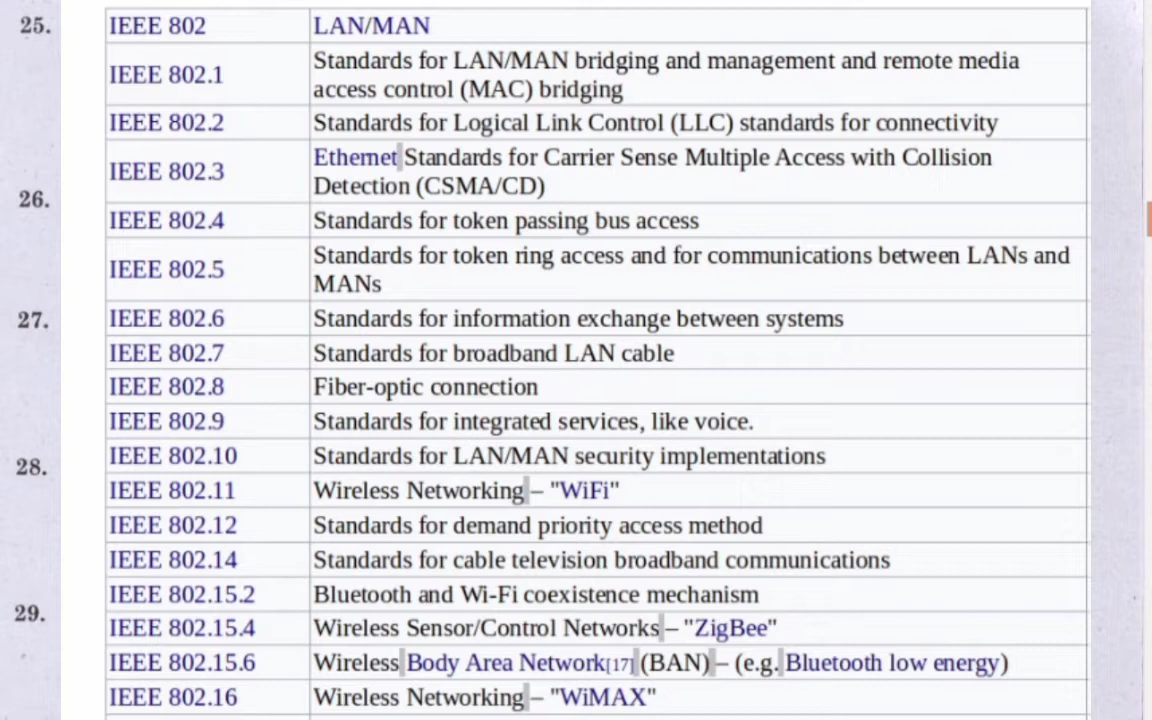 25.
IEEE 802 LAN/MAN
IEEE 802.1 Standards for LAN/MAN bridging and management and remote media
access control (MAC) bridging
IEEE 802.2 Standards for Logical Link Control (LLC) standards for connectivity
IEEE 802.3 Ethernet Standards for Carrier Sense Multiple Access with Collision
Detection (CSMA/CD)
26.
IEEE 802.4 Standards for token passing bus access
IEEE 802.5 Standards for token ring access and for communications between LANs and
MANs
27.
IEEE 802.6 Standards for information exchange between systems
IEEE 802.7 Standards for broadband LAN cable
IEEE 802.8 Fiber-optic connection
IEEE 802.9 Standards for integrated services, like voice.
IEEE 802.10 Standards for LAN/MAN security implementations
28.
IEEE 802.11 Wireless Networking – "WiFi"
IEEE 802.12 Standards for demand priority access method
IEEE 802.14 Standards for cable television broadband communications
IEEE 802.15.2 Bluetooth and Wi-Fi coexistence mechanism
29.
IEEE 802.15.4 Wireless Sensor/Control Networks – "ZigBee"
IEEE 802.15.6 Wireless Body Area Network[17] (BAN) – (e.g. Bluetooth low energy)
IEEE 802.16 Wireless Networking – "WiMAX"